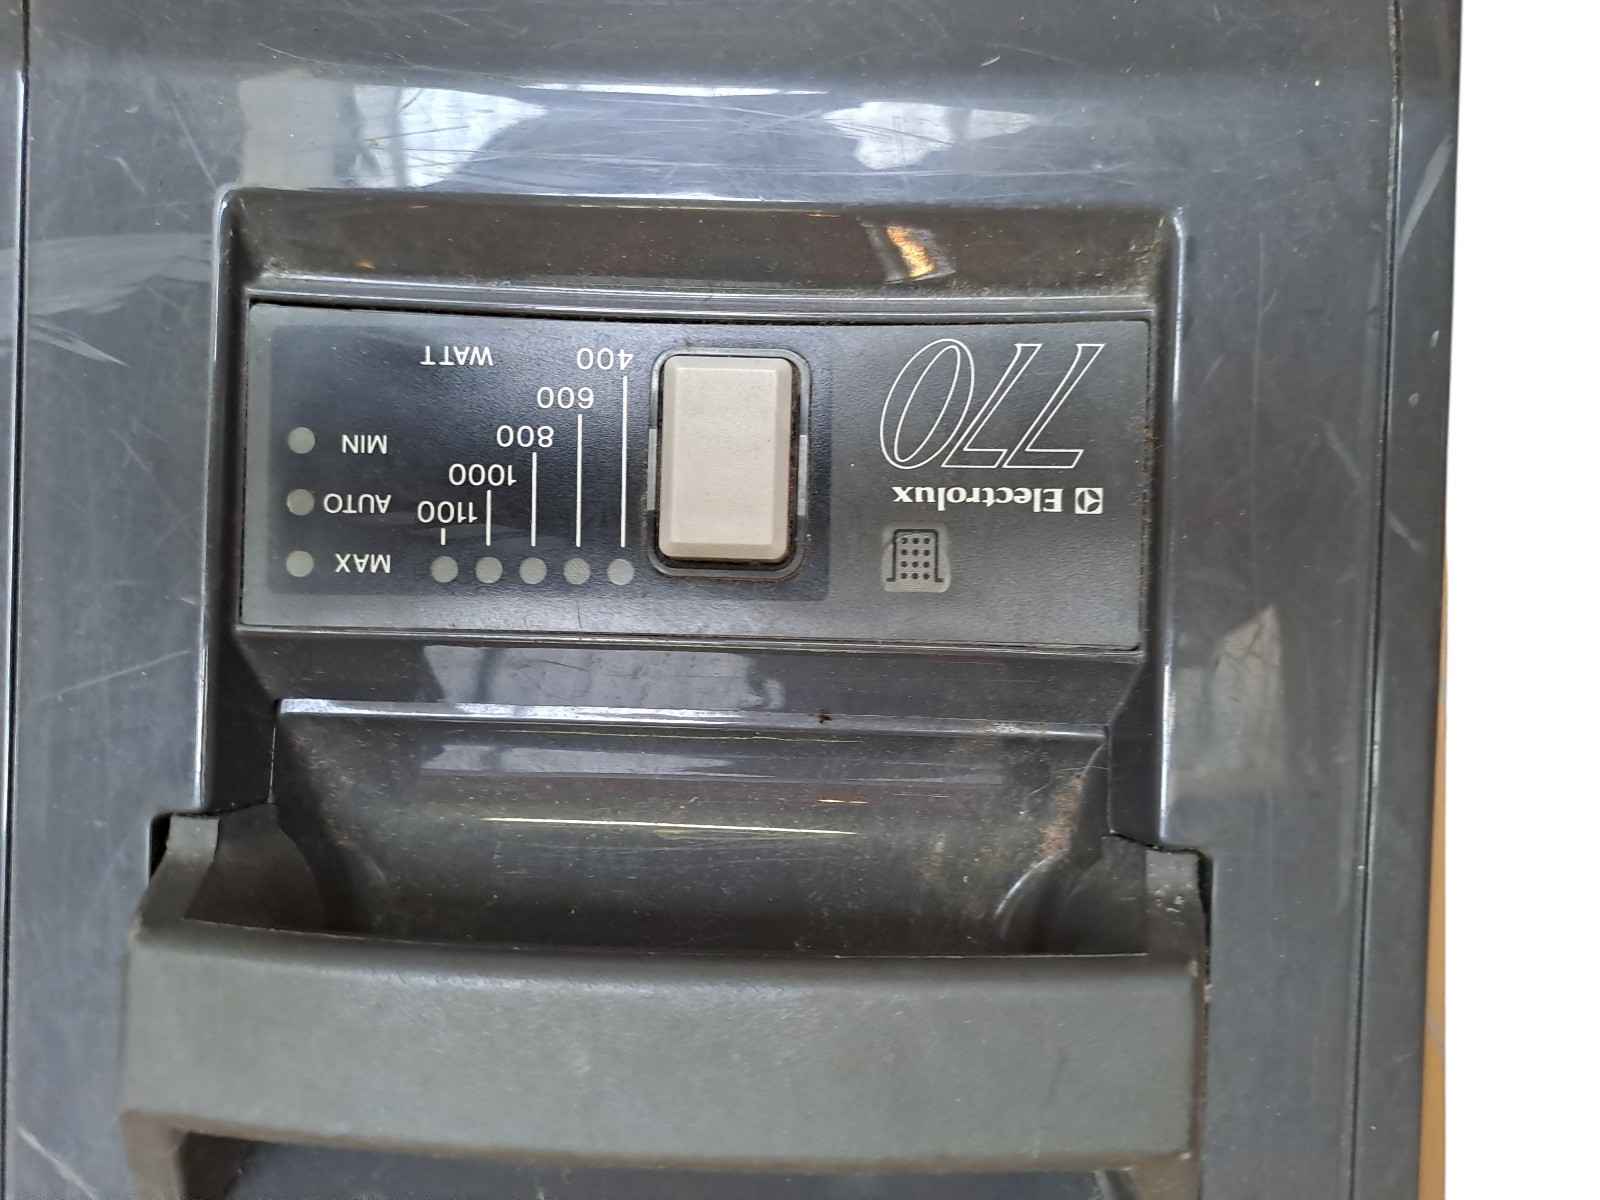 Electrolux
770
MAX
AUTO
MIN
1100
1000
800
600
400
WATT